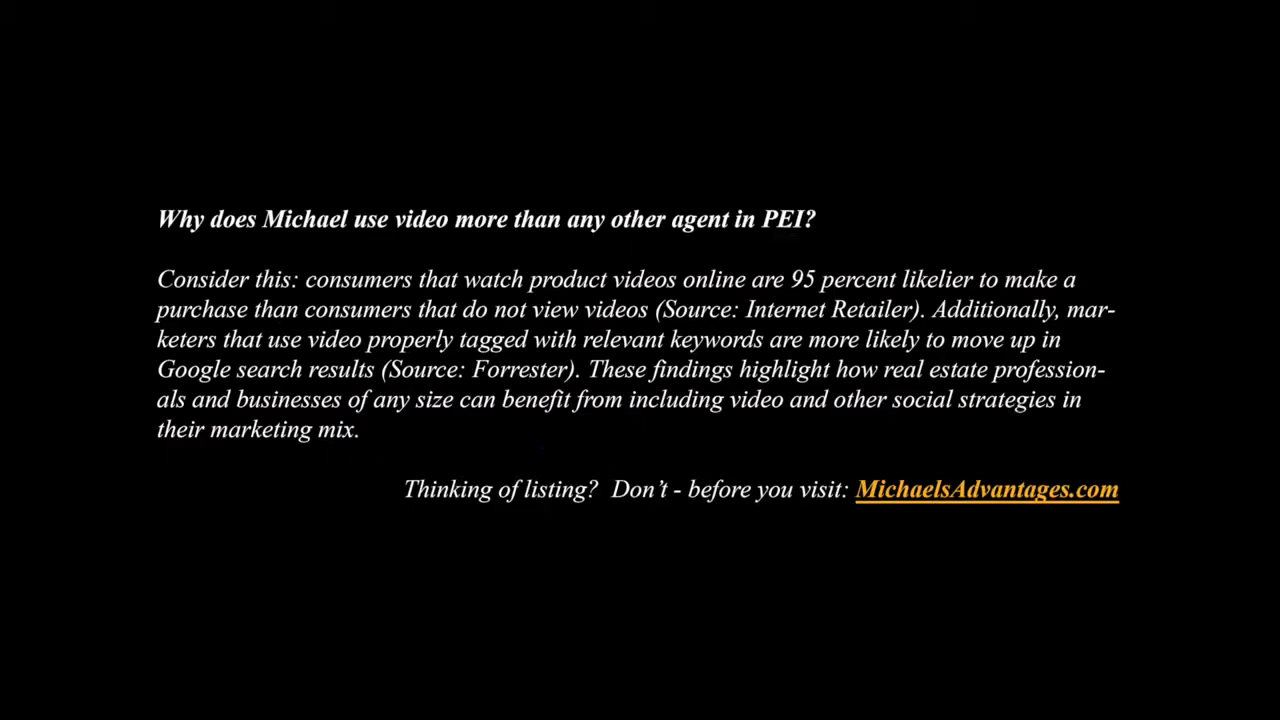 Why does Michael use video more than any other agent in PEI?
Consider this: consumers that watch product videos online are 95 percent likelier to make a
purchase than consumers that do not view videos (Source: Internet Retailer). Additionally, mar-
keters that use video properly tagged with relevant keywords are more likely to move up in
Google search results (Source: Forrester). These findings highlight how real estate profession-
als and businesses of any size can benefit from including video and other social strategies in
their marketing mix.
Thinking of listing?  Don’t - before you visit: MichaelsAdvantages.com